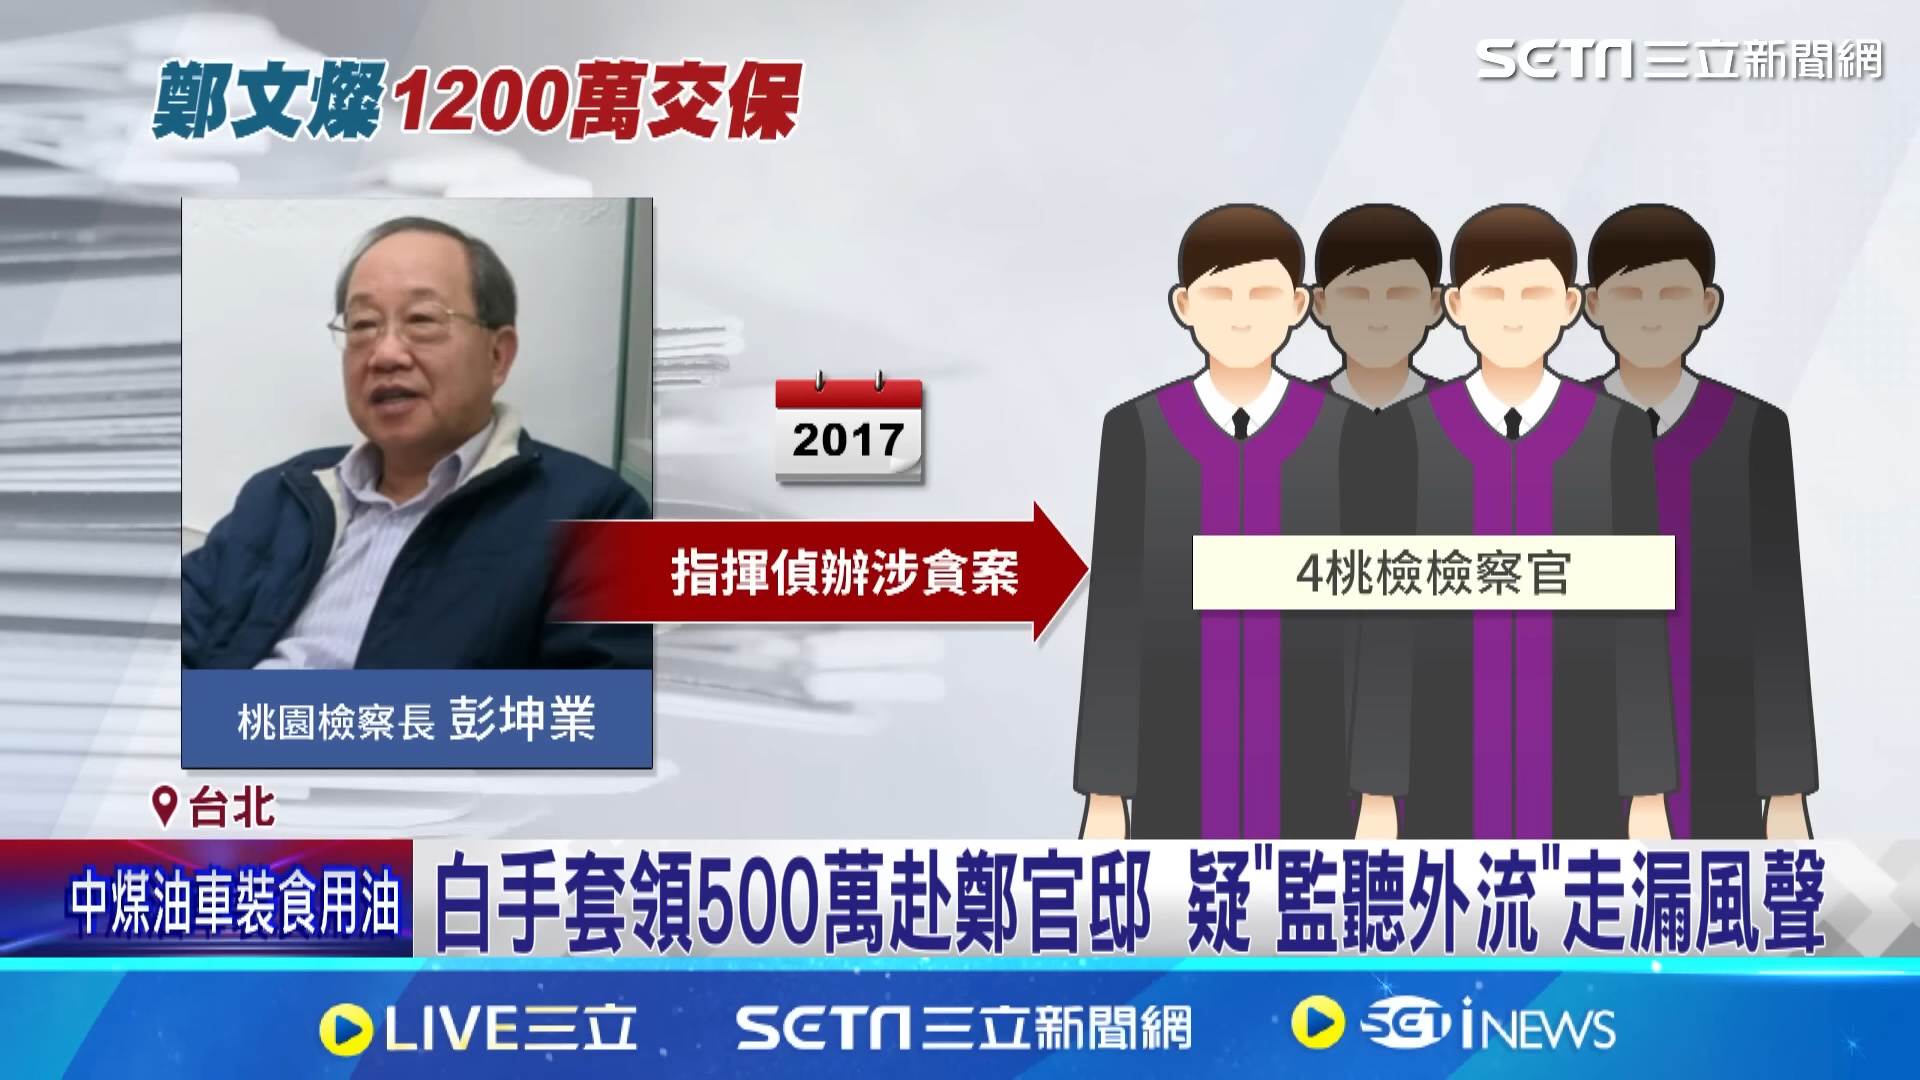 SETN三立新聞網
鄭文燦1200萬交保
2017
指揮偵辦涉貪案
4桃檢檢察官
桃園檢察長 彭坤業
台北
中煤油車裝食用油
白手套領500萬赴鄭官邸 疑"監聽外流"走漏風聲
LIVE三立
SETN三立新聞網
SET iNEWS